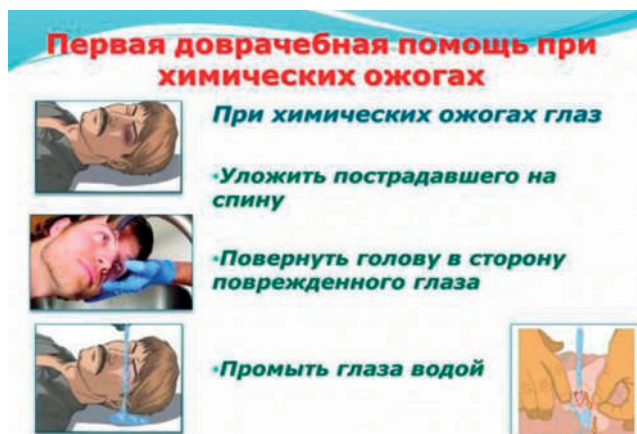 Первая доврачебная помощь при
химических ожогах
При химических ожогах глаз
•Уложить пострадавшего на
спину
•Повернуть голову в сторону
поврежденного глаза
•Промыть глаза водой